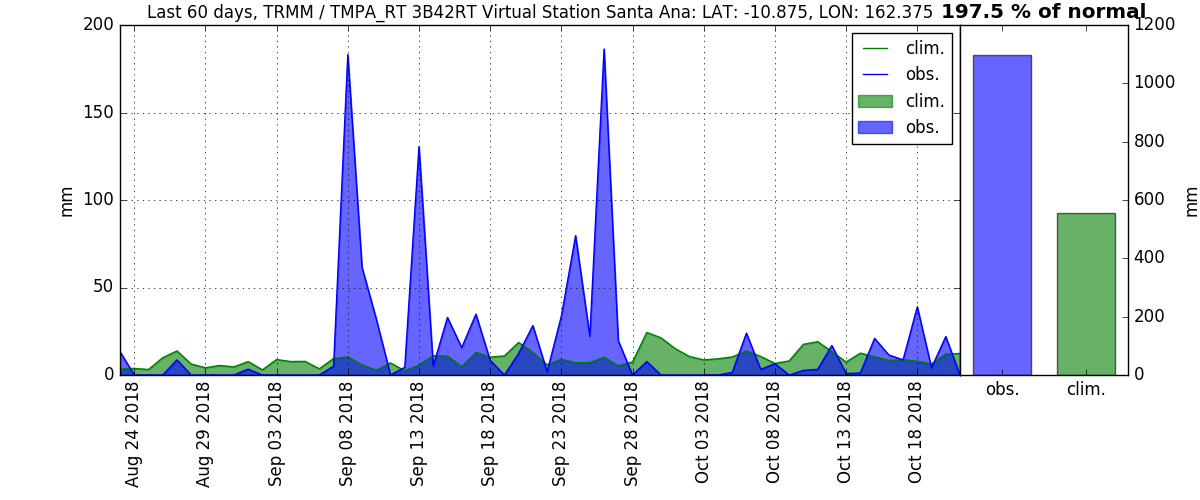 Last 60 days, TRMM / TMPA_RT 3B42RT Virtual Station Santa Ana: LAT: -10.875, LON: 162.375 197.5 % of normal
200
150
100
50
0
mm
clim.
obs.
clim.
obs.
1200
1000
800
600
400
200
0
mm
obs.
clim.
Aug 24 2018
Aug 29 2018
Sep 03 2018
Sep 08 2018
Sep 13 2018
Sep 18 2018
Sep 23 2018
Sep 28 2018
Oct 03 2018
Oct 08 2018
Oct 13 2018
Oct 18 2018